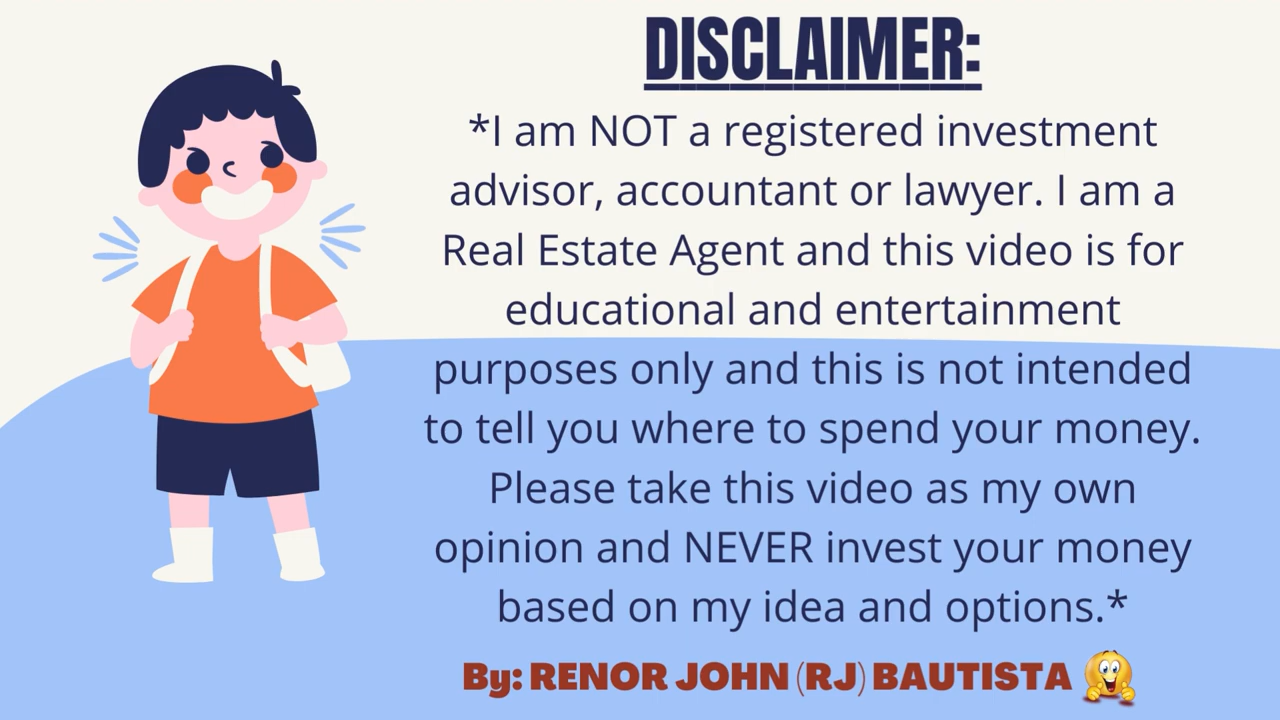 DISCLAIMER:
*I am NOT a registered investment
advisor, accountant or lawyer. I am a
Real Estate Agent and this video is for
educational and entertainment
purposes only and this is not intended
to tell you where to spend your money.
Please take this video as my own
opinion and NEVER invest your money
based on my idea and options.*
By: RENOR JOHN (RJ) BAUTISTA